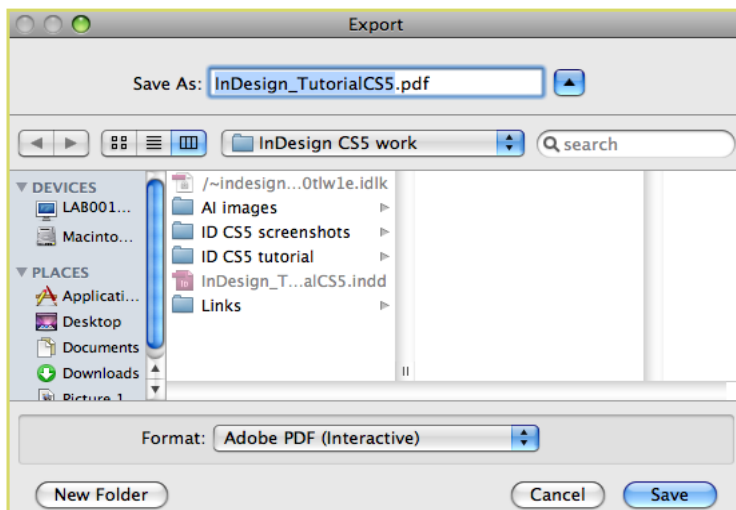 Export
Save As: InDesign_TutorialCS5.pdf
InDesign CS5 work
search
DEVICES
LAB001...
Macinto...
PLACES
Applicati...
Desktop
Documents
Downloads
Picture 1
/~indesign...0tlw1e.idlk
AI images
ID CS5 screenshots
ID CS5 tutorial
InDesign_T...alCS5.indd
Links
Format: Adobe PDF (Interactive)
New Folder
Cancel
Save